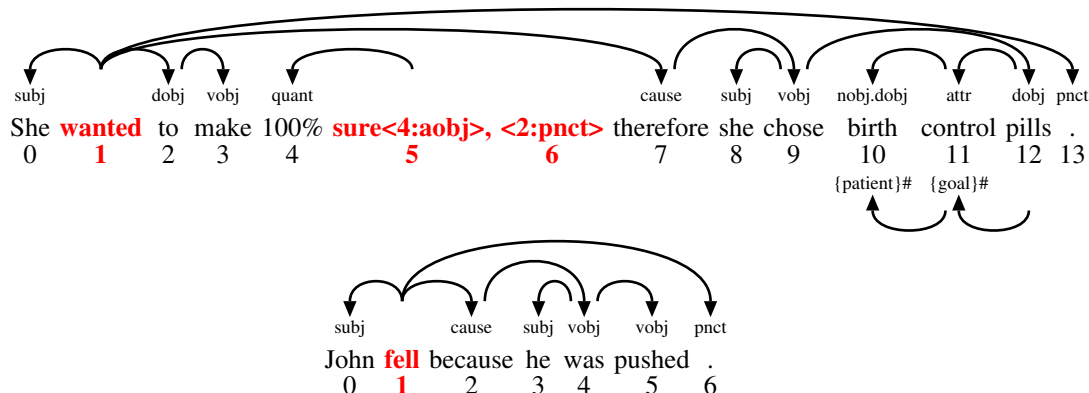 subj dobj vobj quant cause subj vobj nobj.dobj attr dobj pnct
She wanted to make 100% sure<4:aobj>, <2:pnct> therefore she chose birth control pills .
0 1 2 3 4 5 6 7 8 9 10 11 12 13
{patient}# {goal}#
subj cause subj vobj vobj pnct
John fell because he was pushed .
0 1 2 3 4 5 6